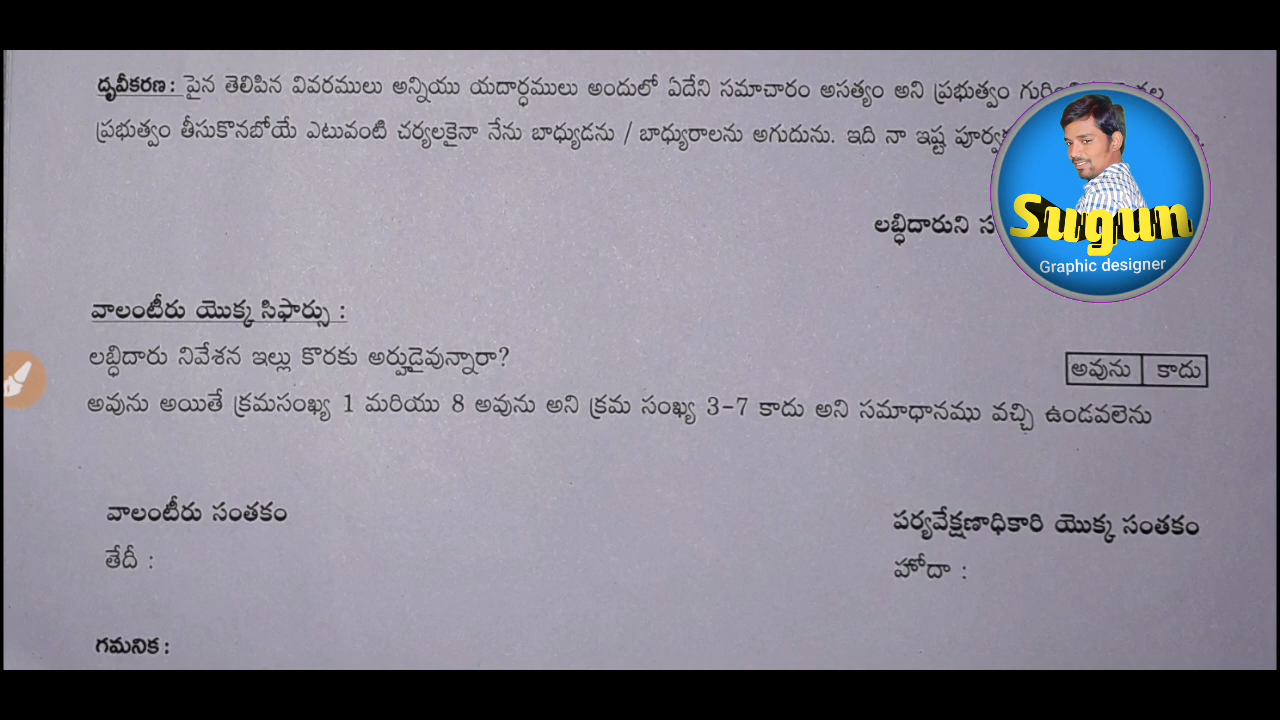 దృవీకరణ: పైన తెలిపిన వివరములు అన్నియు యదార్ధములు అందులో ఏదేని సమాచారం అసత్యం అని ప్రభుత్వం
ప్రభుత్వం తీసుకొనబోయే ఎటువంటి చర్యలకైనా నేను బాధ్యుడను / బాధ్యురాలను అగుదును. ఇది నా ఇష్ట
లబ్ధిదారుని
Sugun
Graphic designer
వాలంటీరు యొక్క సిఫార్సు :
లబ్ధిదారు నివేశన ఇల్లు కొరకు అర్హుడైవున్నారా?
అవును కాదు
అవును అయితే క్రమసంఖ్య 1 మరియు 8 అవును అని క్రమ సంఖ్య 3-7 కాదు అని సమాధానము వచ్చి ఉండవలెను
వాలంటీరు సంతకం
పర్యవేక్షణాధికారి యొక్క సంతకం
తేదీ :
హోదా :
గమనిక :